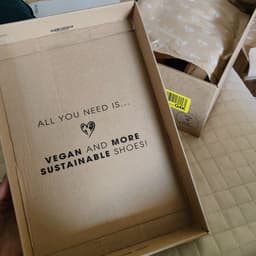 ALL YOU NEED IS...
VEGAN AND MORE
SUSTAINABLE SHOES!